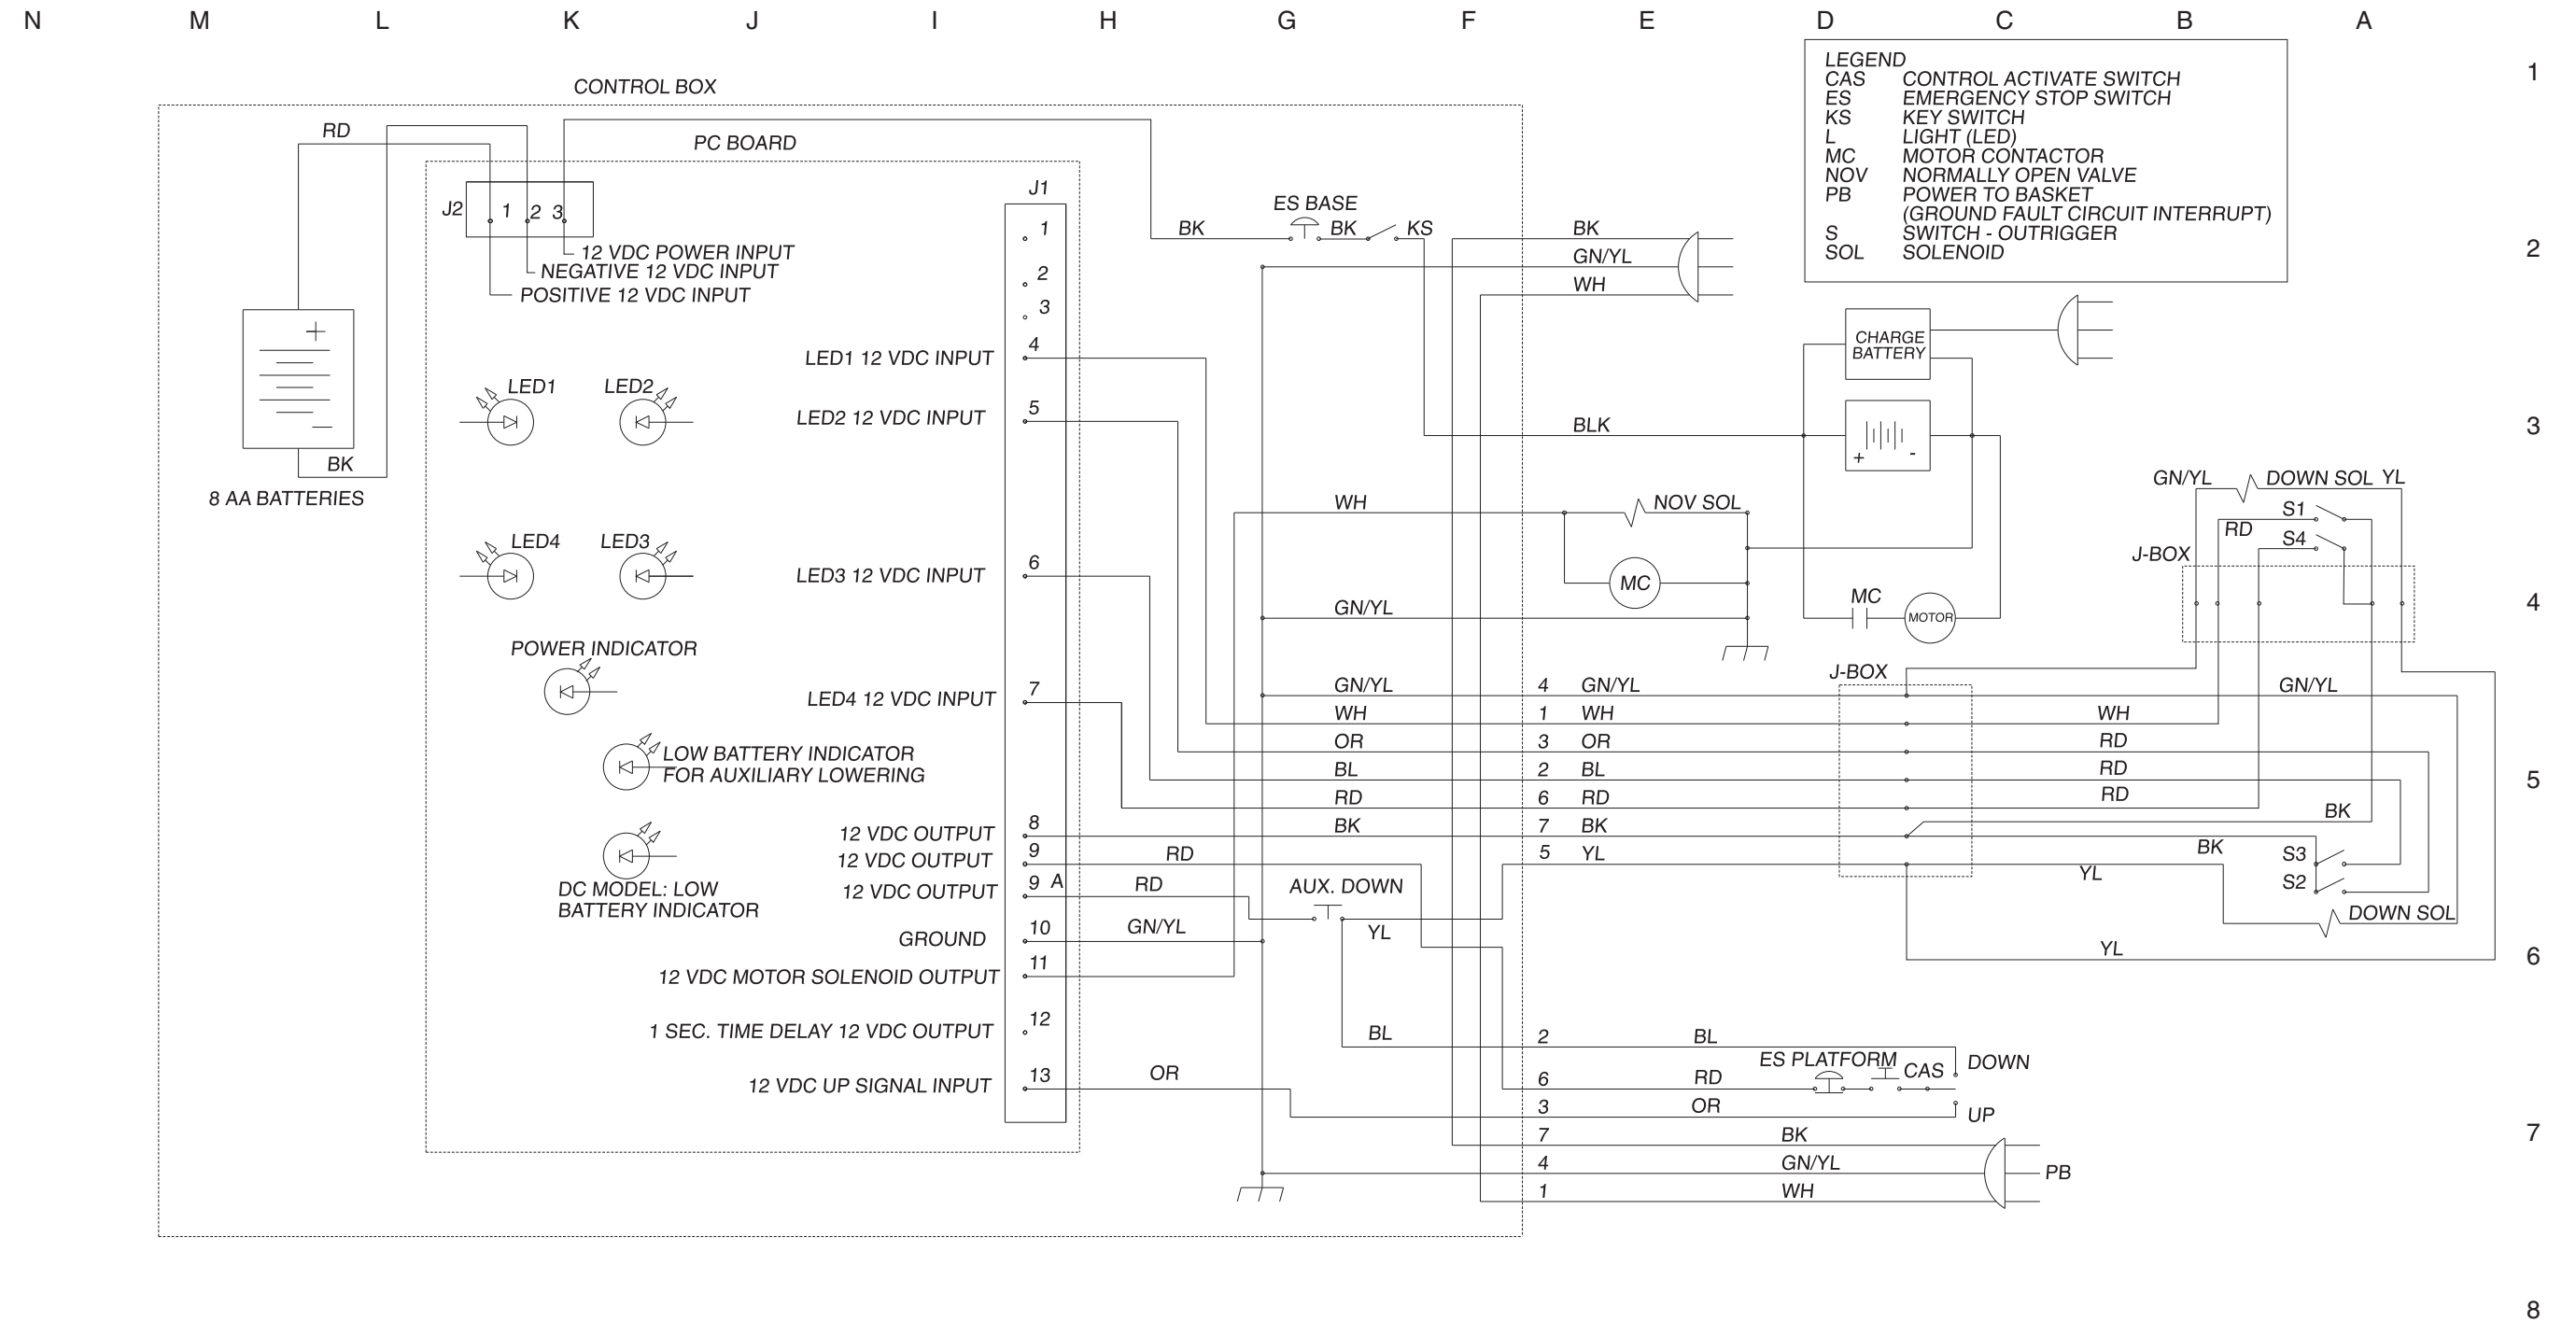 N M L K J I H G F E D C B A
1
2
3
4
5
6
7
8
LEGEND
CAS CONTROL ACTIVATE SWITCH
ES EMERGENCY STOP SWITCH
KS KEY SWITCH
L LIGHT (LED)
MC MOTOR CONTACTOR
NOV NORMALLY OPEN VALVE
PB POWER TO BASKET
(GROUND FAULT CIRCUIT INTERRUPT)
S SWITCH - OUTRIGGER
SOL SOLENOID
CONTROL BOX
RD
PC BOARD
J2 1 2 3
12 VDC POWER INPUT
NEGATIVE 12 VDC INPUT
POSITIVE 12 VDC INPUT
+
–
BK
8 AA BATTERIES
LED1 LED2
LED4 LED3
POWER INDICATOR
LOW BATTERY INDICATOR
FOR AUXILIARY LOWERING
DC MODEL: LOW
BATTERY INDICATOR
J1
1
2
3
LED1 12 VDC INPUT 4
LED2 12 VDC INPUT 5
LED3 12 VDC INPUT 6
LED4 12 VDC INPUT 7
12 VDC OUTPUT 8
12 VDC OUTPUT 9
12 VDC OUTPUT 9 A
GROUND 10
12 VDC MOTOR SOLENOID OUTPUT 11
1 SEC. TIME DELAY 12 VDC OUTPUT 12
12 VDC UP SIGNAL INPUT 13
ES BASE
BK BK KS BK
GN/YL
WH
CHARGE
BATTERY
BLK
+ -
WH NOV SOL
MC
GN/YL
MC MOTOR
GN/YL DOWN SOL YL
S1
RD
S4
J-BOX
J-BOX
GN/YL 4 GN/YL GN/YL
WH 1 WH WH
OR 3 OR RD
BL 2 BL RD
RD 6 RD RD
BK 7 BK BK
RD 5 YL YL BK S3
RD AUX. DOWN S2
GN/YL YL DOWN SOL
YL
BL 2 BL DOWN
ES PLATFORM CAS
6 RD
OR 3 OR UP
7 BK
4 GN/YL PB
1 WH